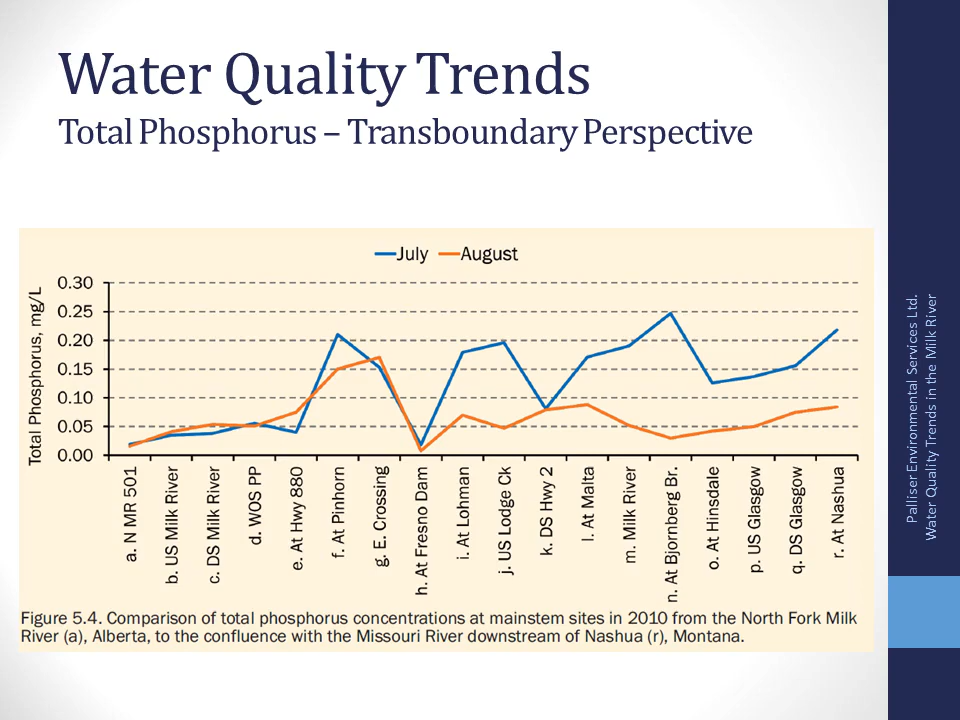 Water Quality Trends
Total Phosphorus – Transboundary Perspective
July
August
Total Phosphorus, mg/L
0.30
0.25
0.20
0.15
0.10
0.05
0.00
a. N MR 501
b. US Milk River
c. DS Milk River
d. WOS PP
e. At Hwy 880
f. At Pinhorn
g. E. Crossing
h. At Fresno Dam
i. At Lohman
j. US Lodge Ck
k. DS Hwy 2
l. At Malta
m. Milk River
n. At Bjornberg Br.
o. At Hinsdale
p. US Glasgow
q. DS Glasgow
r. At Nashua
Figure 5.4. Comparison of total phosphorus concentrations at mainstem sites in 2010 from the North Fork Milk
River (a), Alberta, to the confluence with the Missouri River downstream of Nashua (r), Montana.
Palliser Environmental Services Ltd.
Water Quality Trends in the Milk River